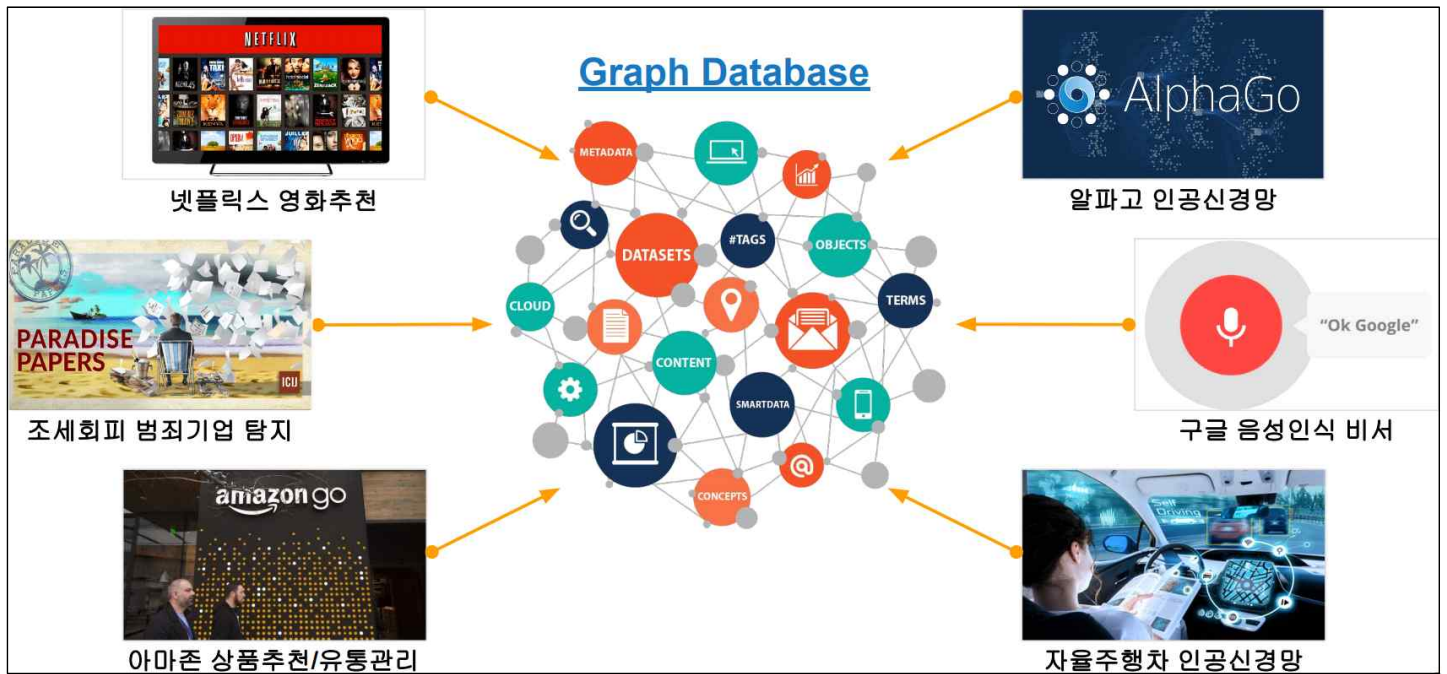 Graph Database
NETFLIX
넷플릭스 영화추천
PARADISE
PAPERS
ICIJ
조세회피 범죄기업 탐지
amazon go
아마존 상품추천/유통관리
METADATA
DATASETS
#TAGS
OBJECTS
CLOUD
TERMS
CONTENT
SMARTDATA
@
CONCEPTS
AlphaGo
알파고 인공신경망
“Ok Google”
구글 음성인식 비서
Self
Driving
자율주행차 인공신경망